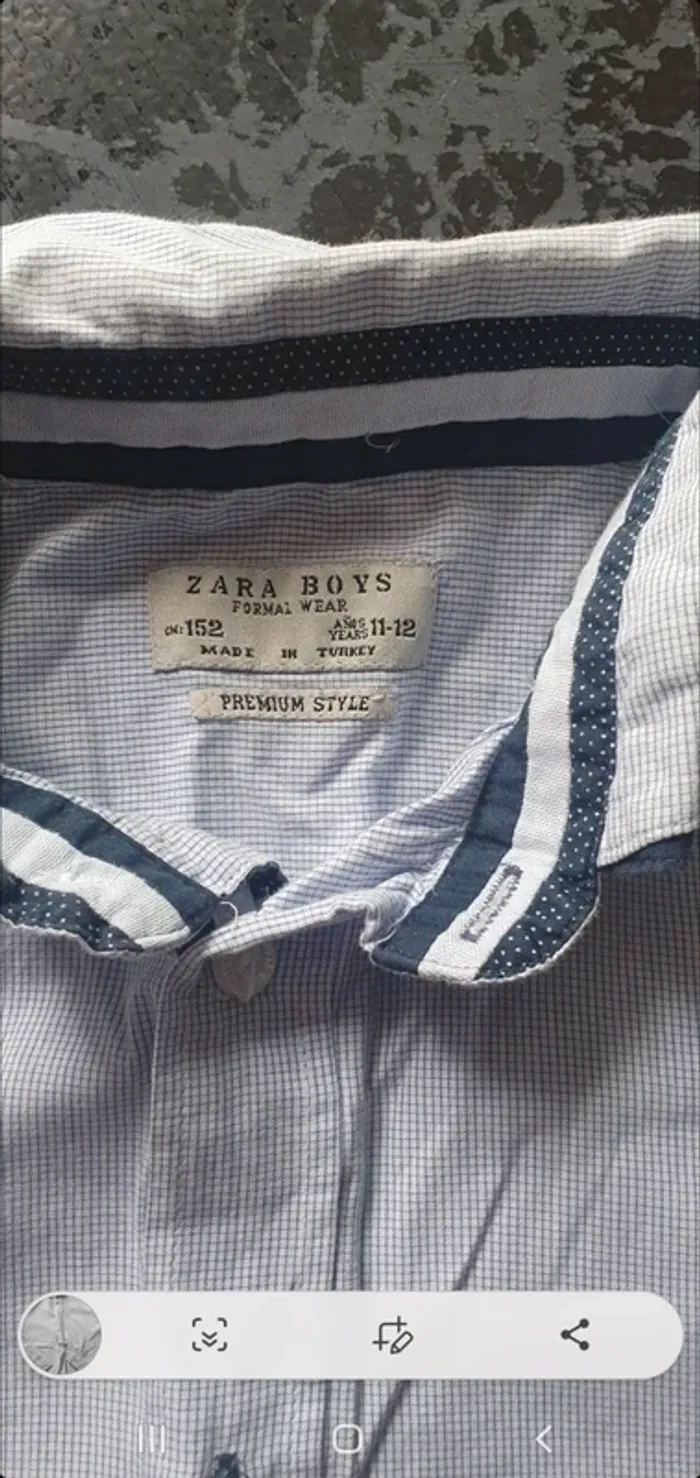 ZARA BOYS
FORMAL WEAR
CM: 152 AÑOS YEARS 11-12
MADE IN TURKEY
PREMIUM STYLE